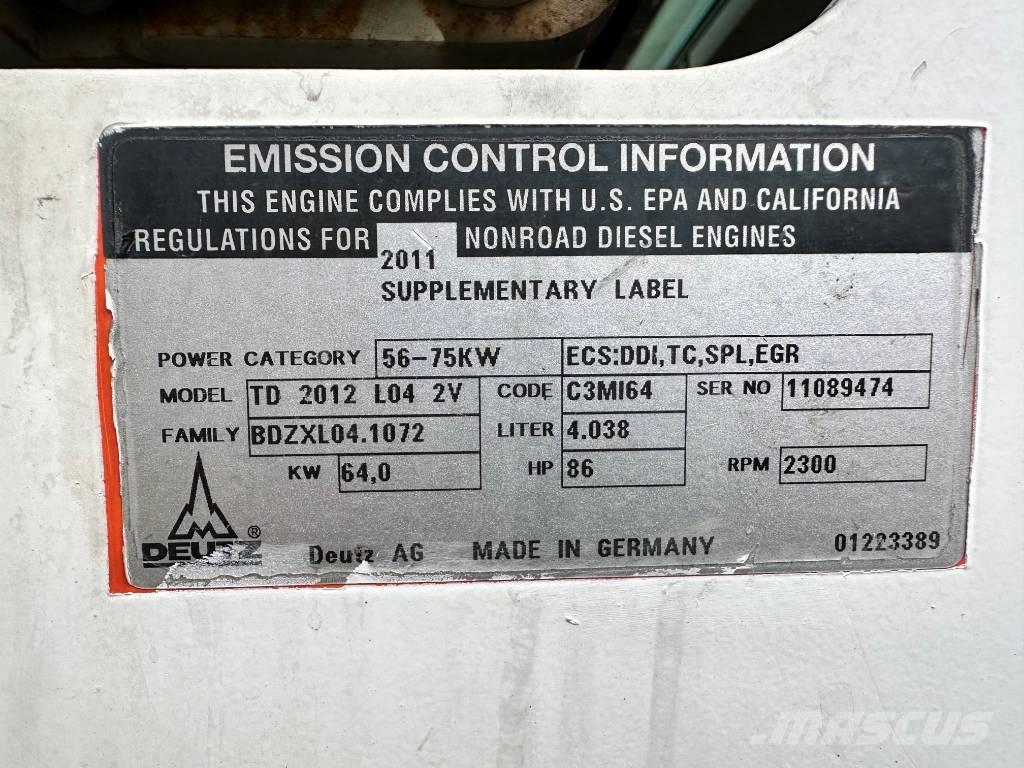 EMISSION CONTROL INFORMATION
THIS ENGINE COMPLIES WITH U.S. EPA AND CALIFORNIA
REGULATIONS FOR 2011 NONROAD DIESEL ENGINES
SUPPLEMENTARY LABEL
POWER CATEGORY 56-75KW ECS:DDI,TC,SPL,EGR
MODEL TD 2012 L04 2V CODE C3MI64 SER NO 11089474
FAMILY BDZXL04.1072 LITER 4.038
KW 64,0 HP 86 RPM 2300
DEUTZ ® Deutz AG MADE IN GERMANY 01223389
MASCUS